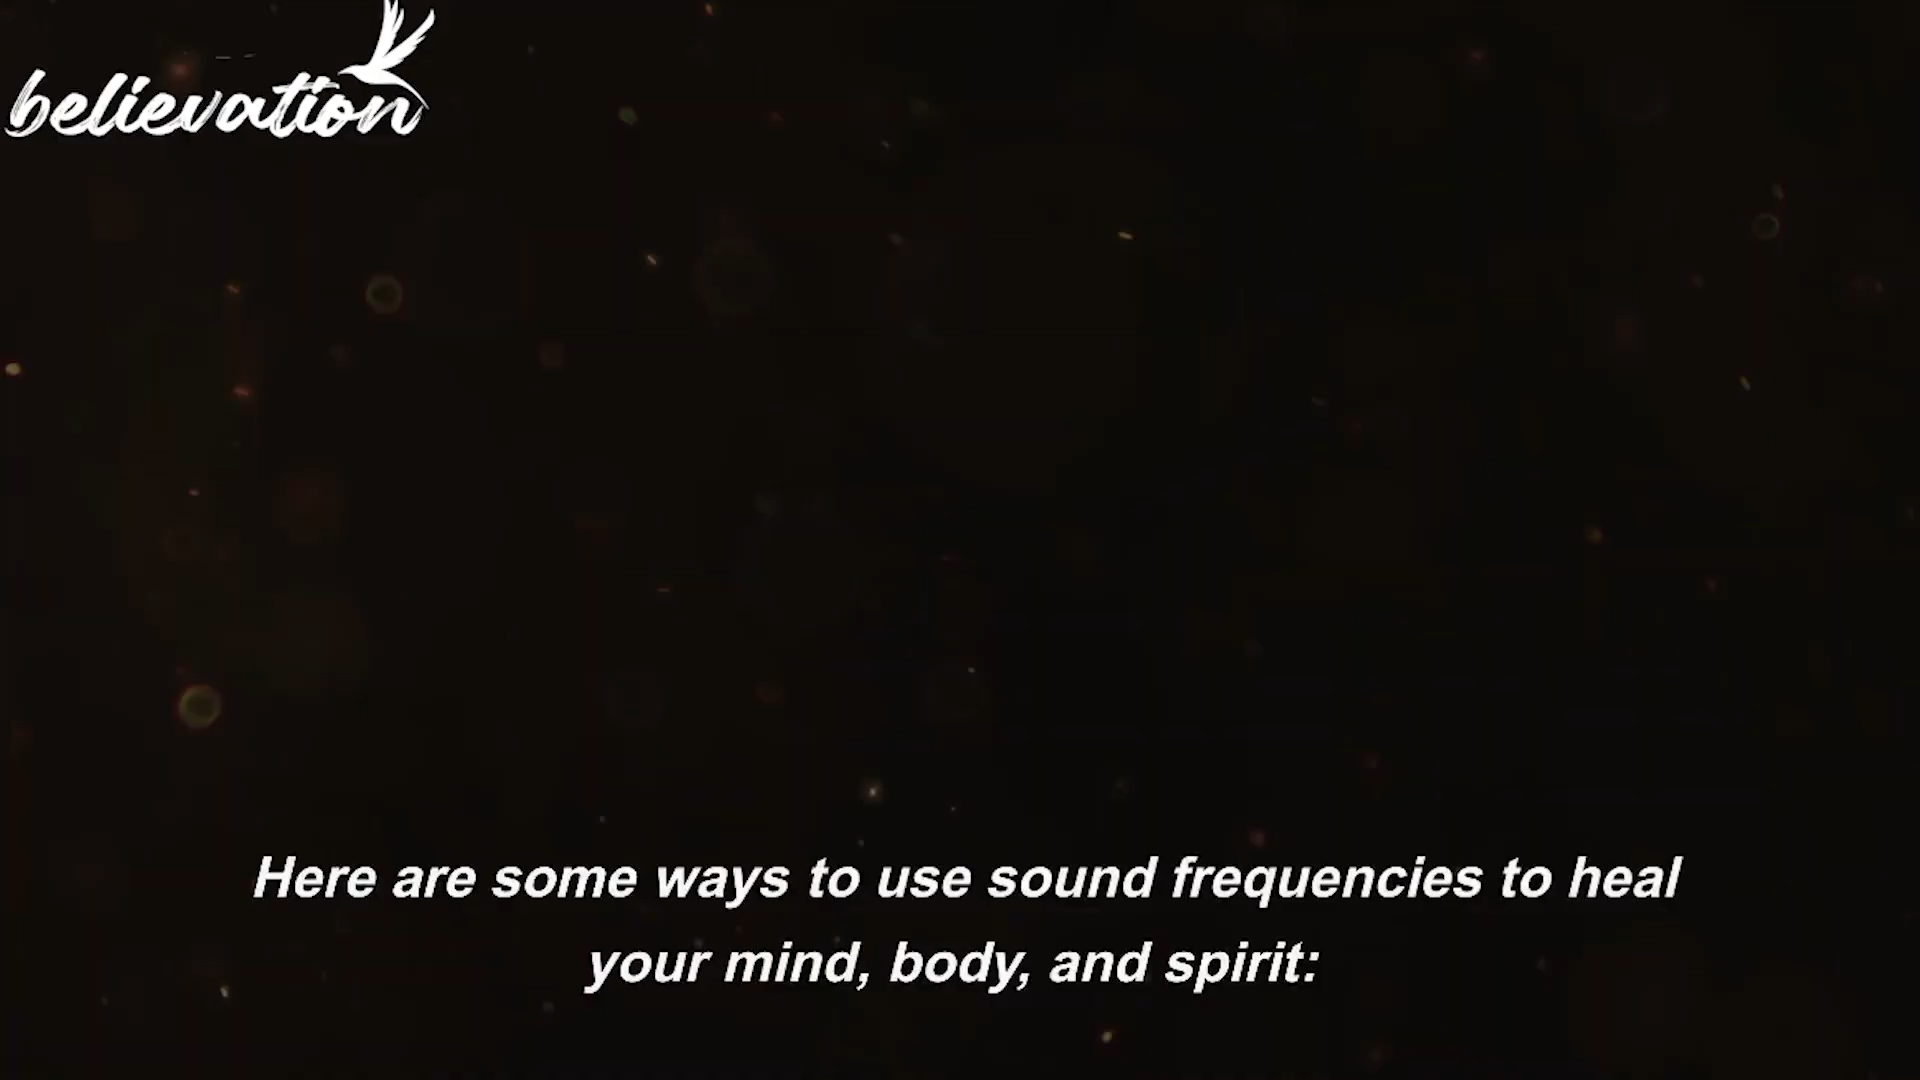 believation
Here are some ways to use sound frequencies to heal
your mind, body, and spirit: